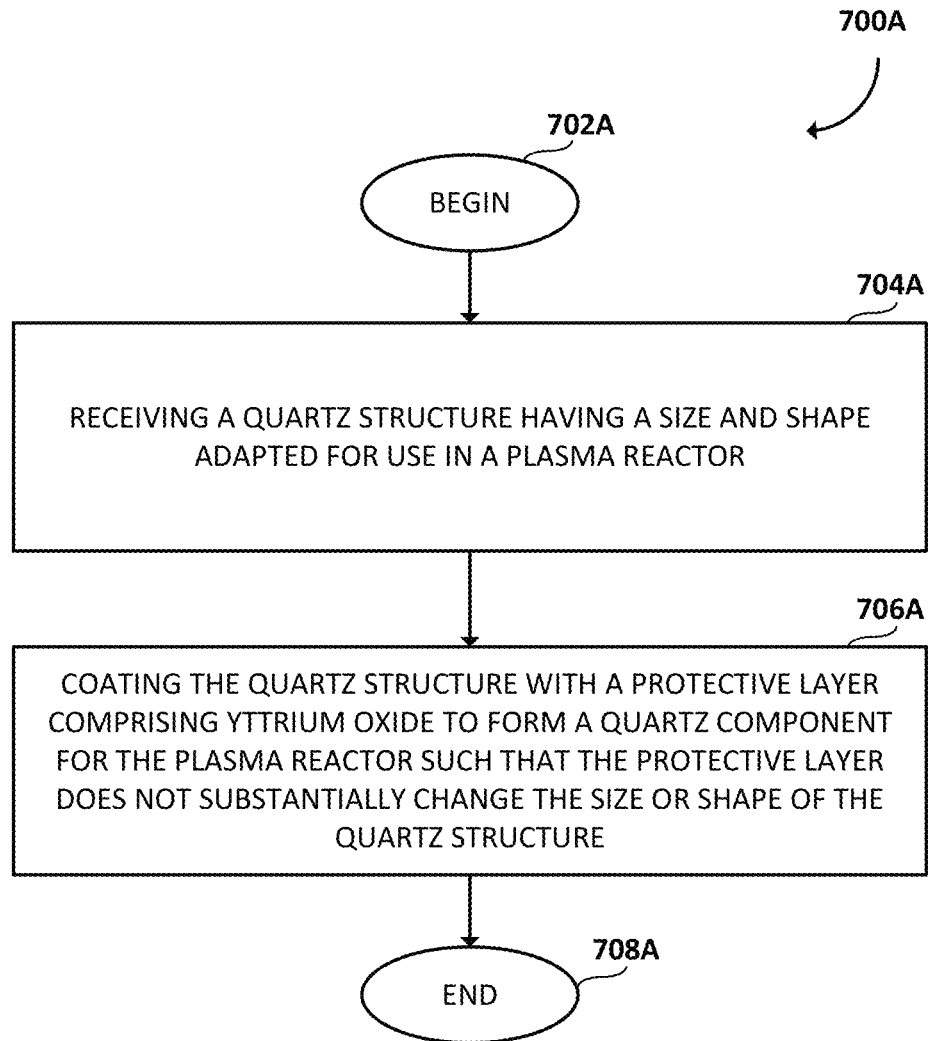 700A
702A
BEGIN
704A
RECEIVING A QUARTZ STRUCTURE HAVING A SIZE AND SHAPE
ADAPTED FOR USE IN A PLASMA REACTOR
706A
COATING THE QUARTZ STRUCTURE WITH A PROTECTIVE LAYER
COMPRISING YTTRIUM OXIDE TO FORM A QUARTZ COMPONENT
FOR THE PLASMA REACTOR SUCH THAT THE PROTECTIVE LAYER
DOES NOT SUBSTANTIALLY CHANGE THE SIZE OR SHAPE OF THE
QUARTZ STRUCTURE
708A
END